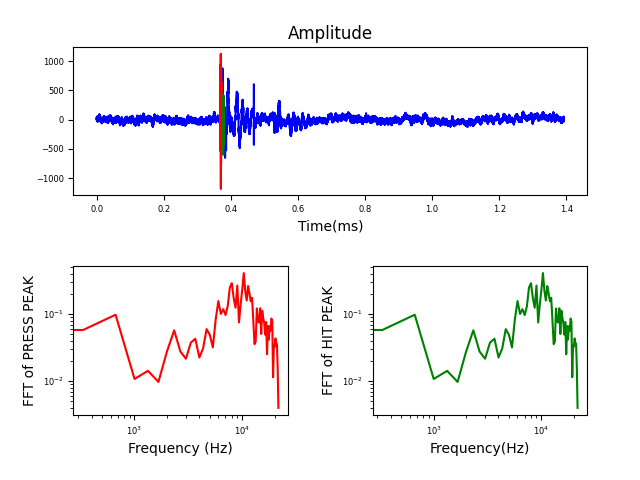 Amplitude
1000
500
0
−500
−1000
0.0 0.2 0.4 0.6 0.8 1.0 1.2 1.4
Time(ms)
FFT of PRESS PEAK
10⁻¹
10⁻²
10³ 10⁴
Frequency (Hz)
FFT of HIT PEAK
10⁻¹
10⁻²
10³ 10⁴
Frequency(Hz)